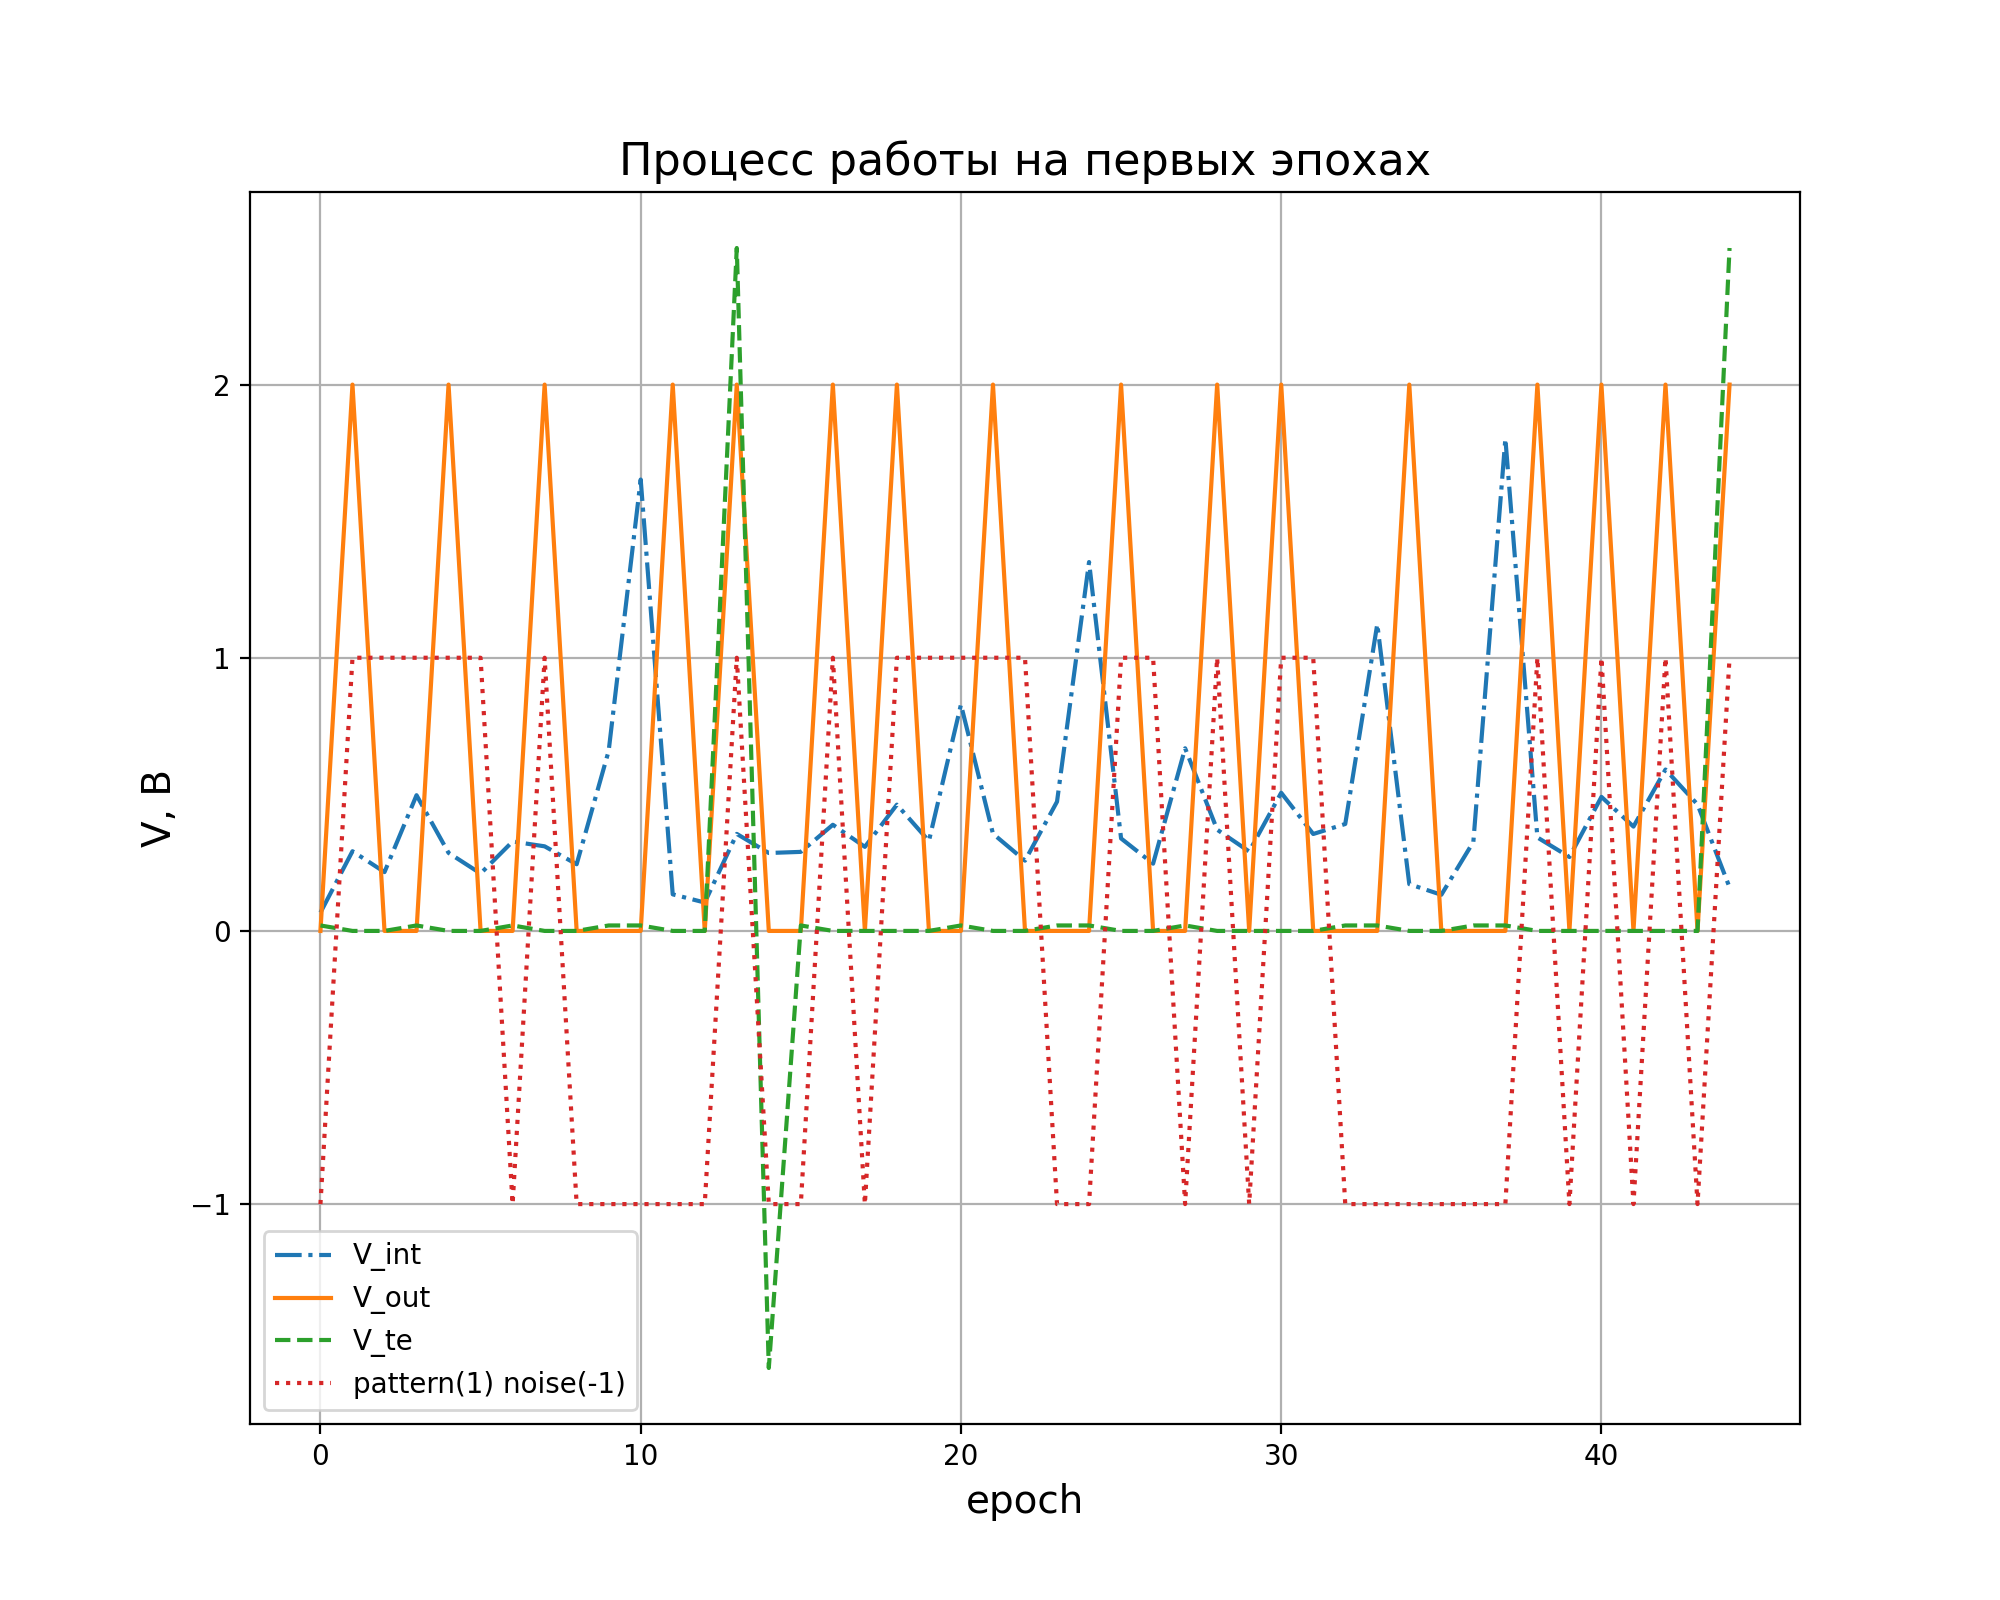 Процесс работы на первых эпохах
V, В
2
1
0
−1
V_int
V_out
V_te
pattern(1) noise(-1)
0 10 20 30 40
epoch